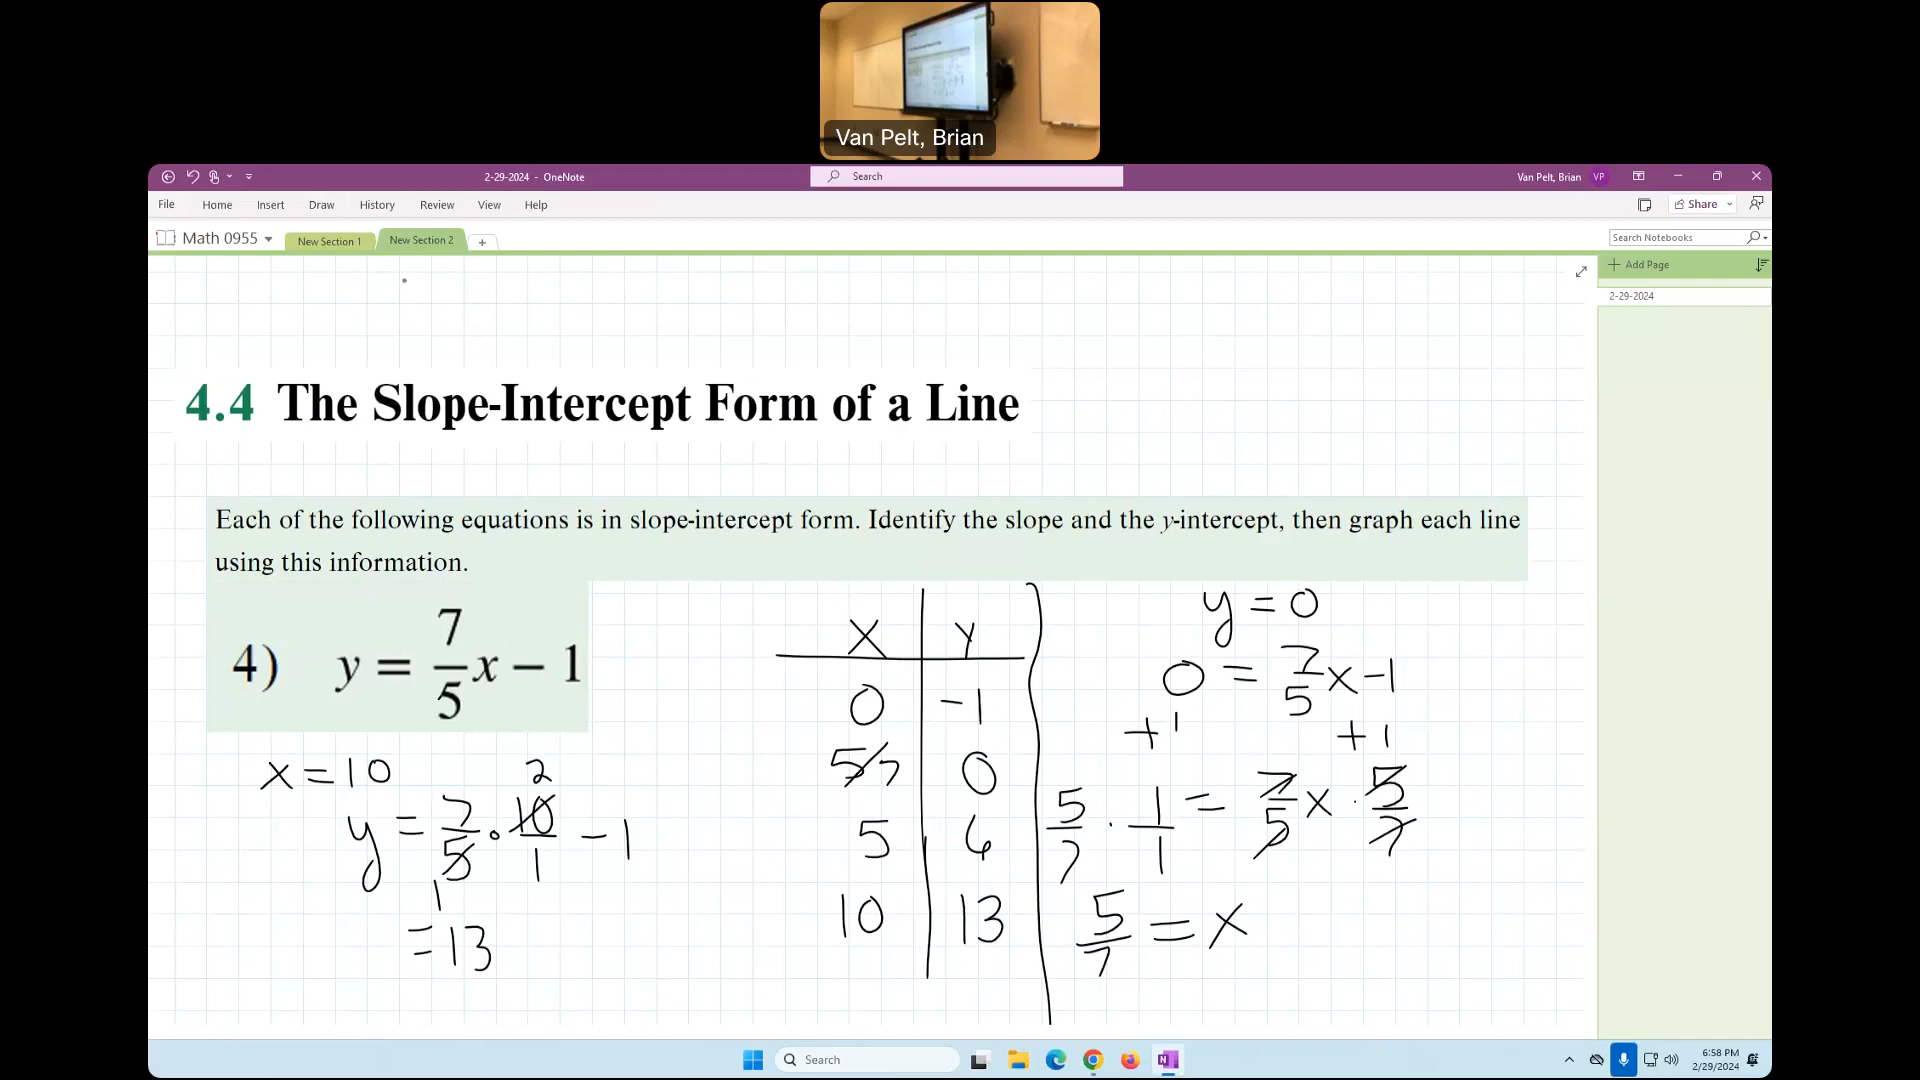 Van Pelt, Brian
2-29-2024 - OneNote
Search
Van Pelt, Brian VP
File Home Insert Draw History Review View Help
Share
Math 0955
New Section 1
New Section 2
Search Notebooks
Add Page
2-29-2024
4.4 The Slope-Intercept Form of a Line
Each of the following equations is in slope-intercept form. Identify the slope and the y-intercept, then graph each line
using this information.
4) y = 7/5 x − 1
x = 10
2
y = 7/5 · 10/1 − 1
1
= 13
X Y
0 -1
5/7 0
5 6
10 13
y = 0
0 = 7/5 x - 1
+1 +1
5/7 · 1/1 = 7/5 x · 5/7
5/7 = x
Search
6:58 PM
2/29/2024